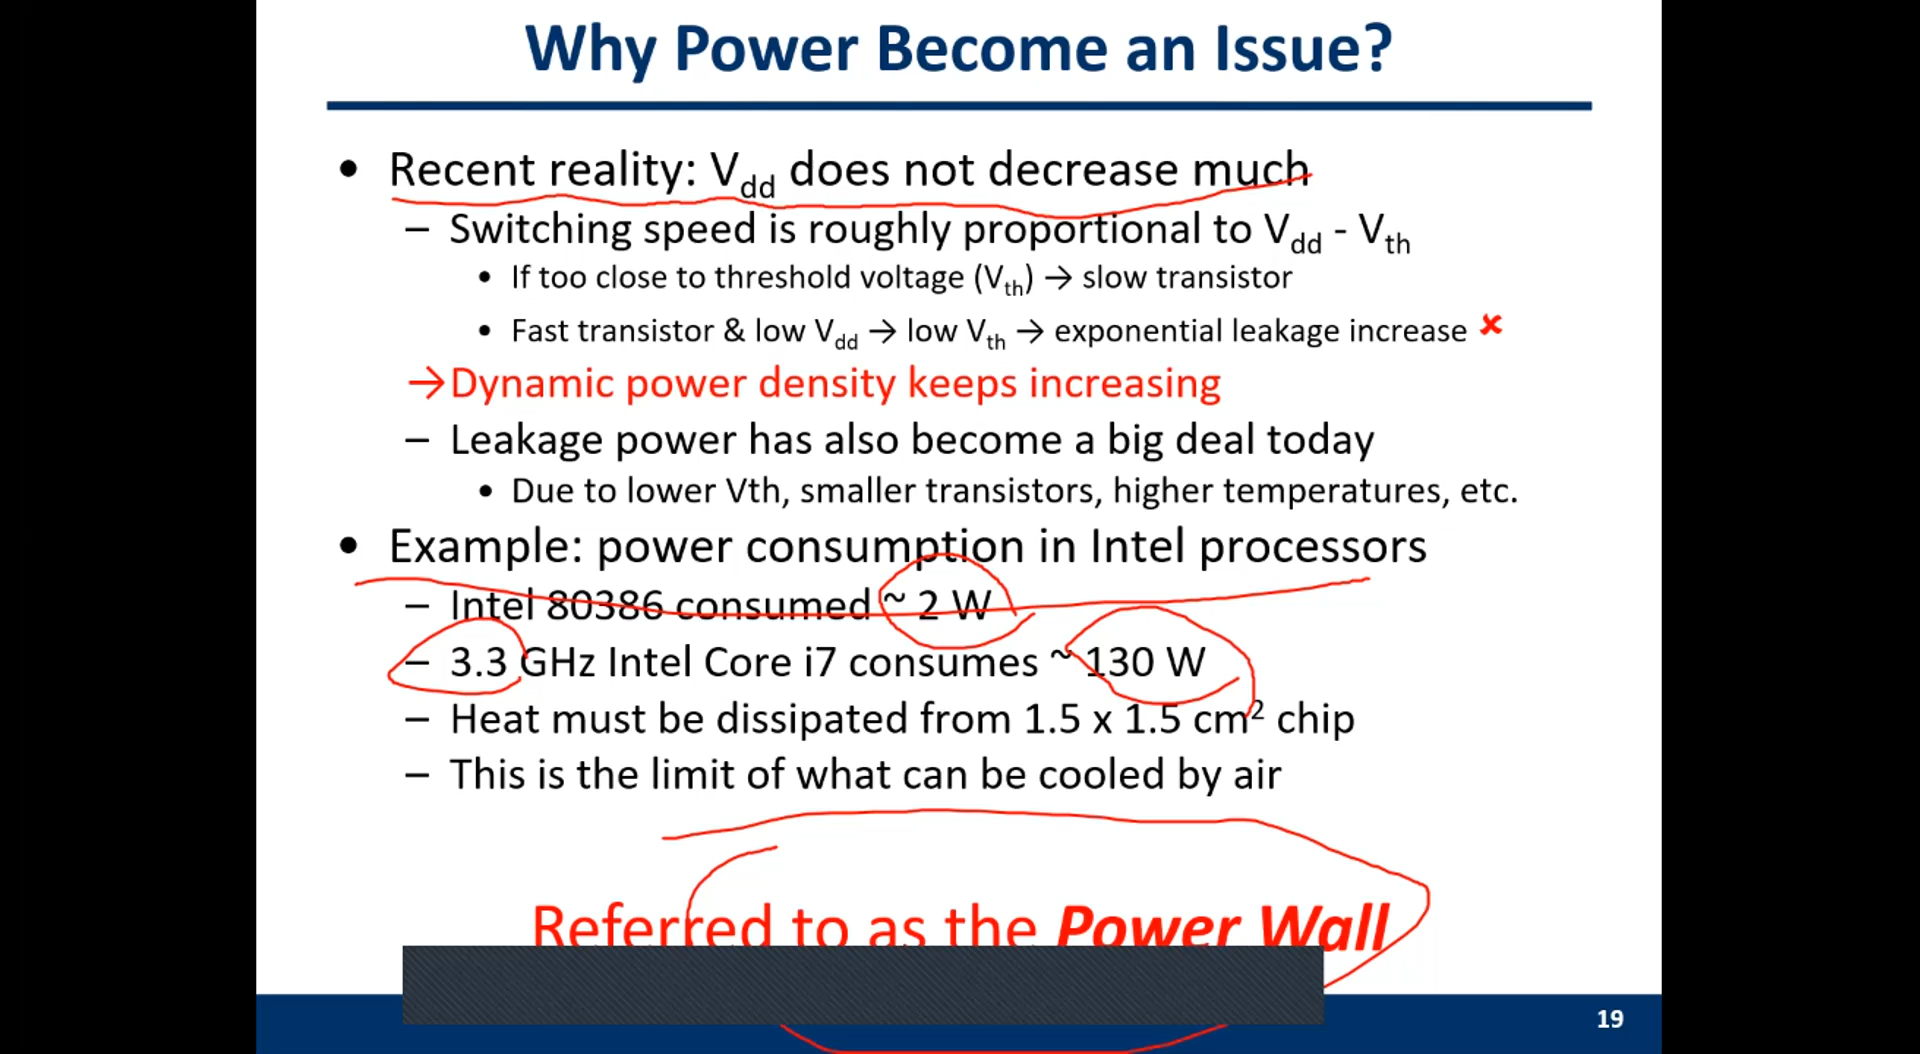 Why Power Become an Issue?
• Recent reality: Vdd does not decrease much
– Switching speed is roughly proportional to Vdd - Vth
• If too close to threshold voltage (Vth) → slow transistor
• Fast transistor & low Vdd → low Vth → exponential leakage increase ✘
→Dynamic power density keeps increasing
– Leakage power has also become a big deal today
• Due to lower Vth, smaller transistors, higher temperatures, etc.
• Example: power consumption in Intel processors
– Intel 80386 consumed ~ 2 W
– 3.3 GHz Intel Core i7 consumes ~ 130 W
– Heat must be dissipated from 1.5 x 1.5 cm² chip
– This is the limit of what can be cooled by air
Referred to as the Power Wall
19